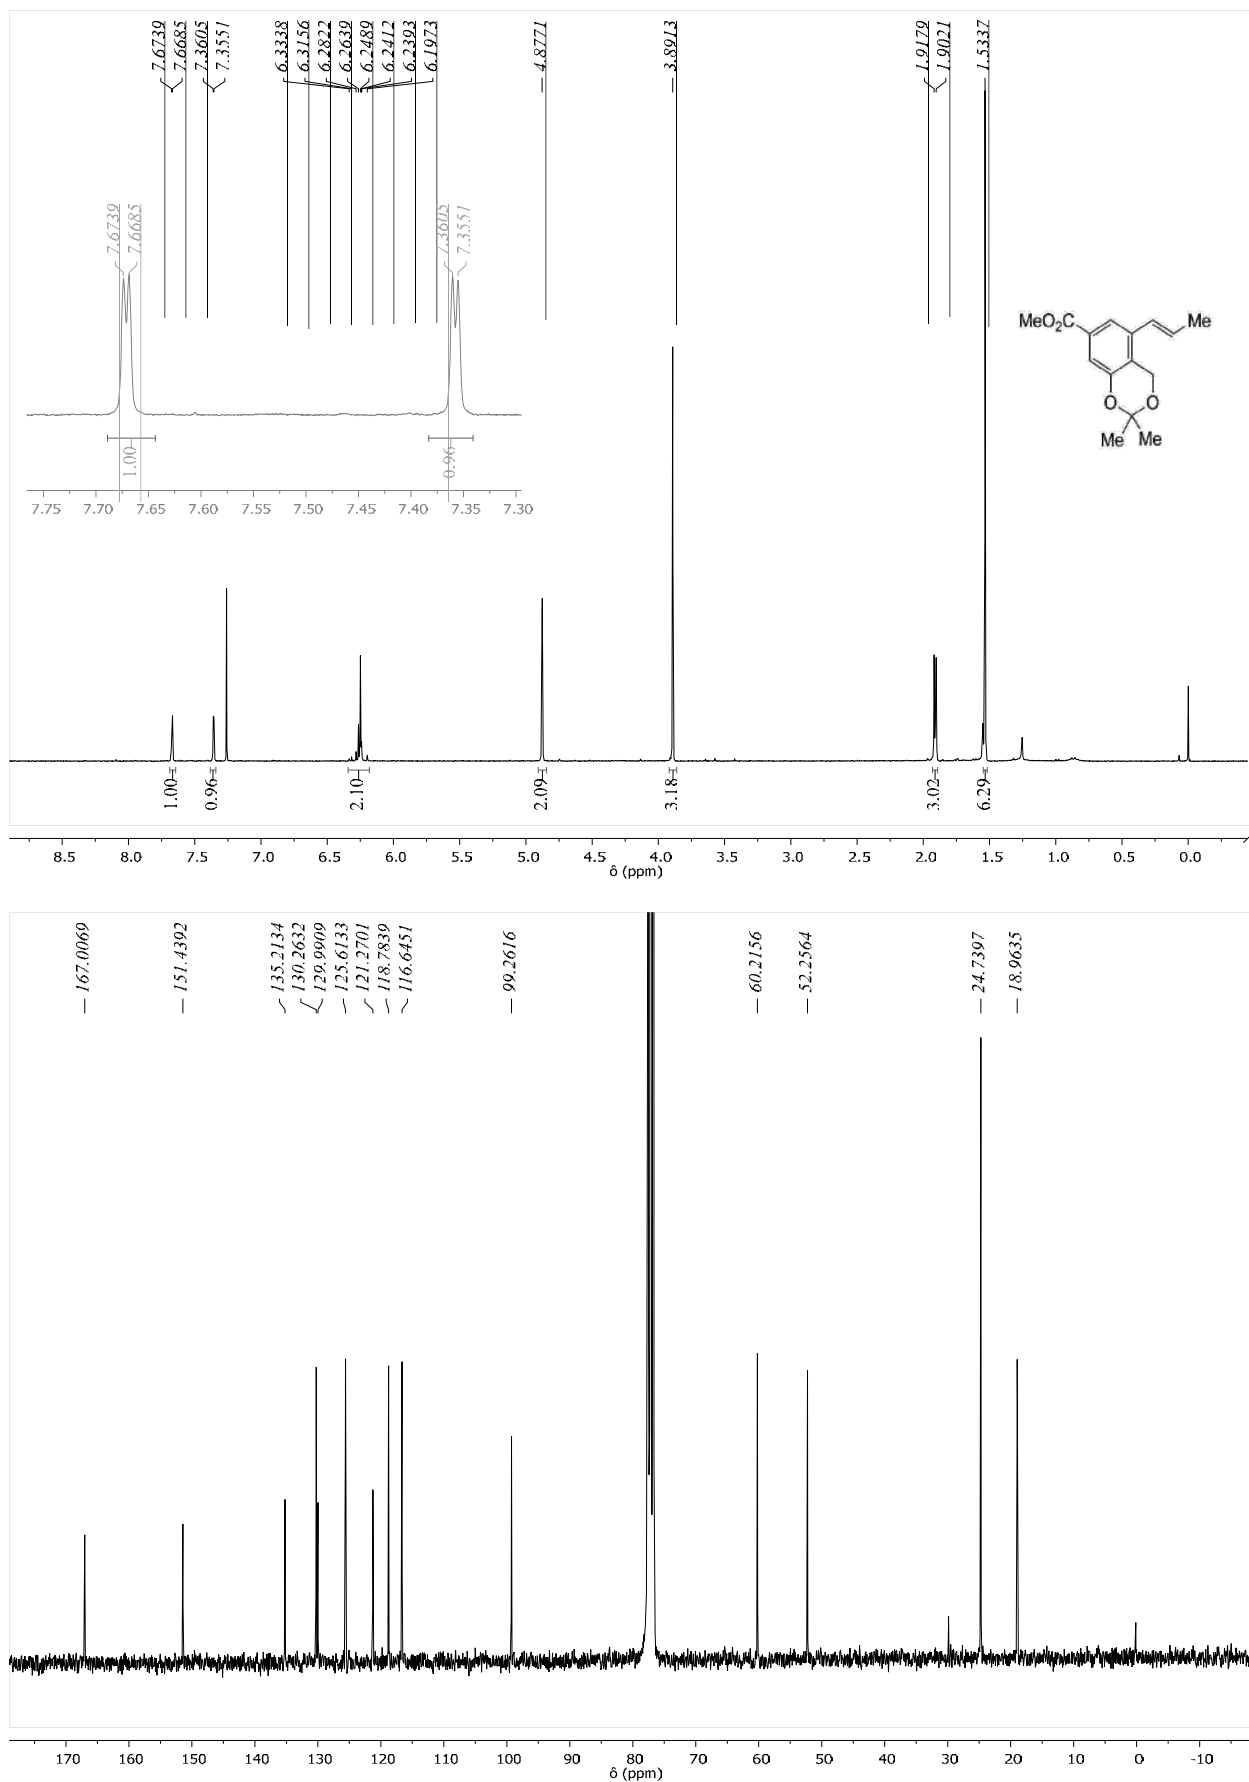 7.6739 7.6685 7.3605 7.3551 6.3338 6.3156 6.2822 6.2639 6.2489 6.2412 6.2393 6.1973 4.8771 3.8913 1.9179 1.9021 1.5337
7.6739 7.6685 7.3605 7.3551
MeO2C Me
O O
Me Me
1.00 0.96
7.75 7.70 7.65 7.60 7.55 7.50 7.45 7.40 7.35 7.30
1.00 0.96 2.10 2.09 3.18 3.02 6.29
8.5 8.0 7.5 7.0 6.5 6.0 5.5 5.0 4.5 4.0 3.5 3.0 2.5 2.0 1.5 1.0 0.5 0.0
δ (ppm)
167.0069 151.4392 135.2134 130.2632 129.9909 125.6133 121.2701 118.7839 116.6451 99.2616 60.2156 52.2564 24.7397 18.9635
170 160 150 140 130 120 110 100 90 80 70 60 50 40 30 20 10 0 -10
δ (ppm)